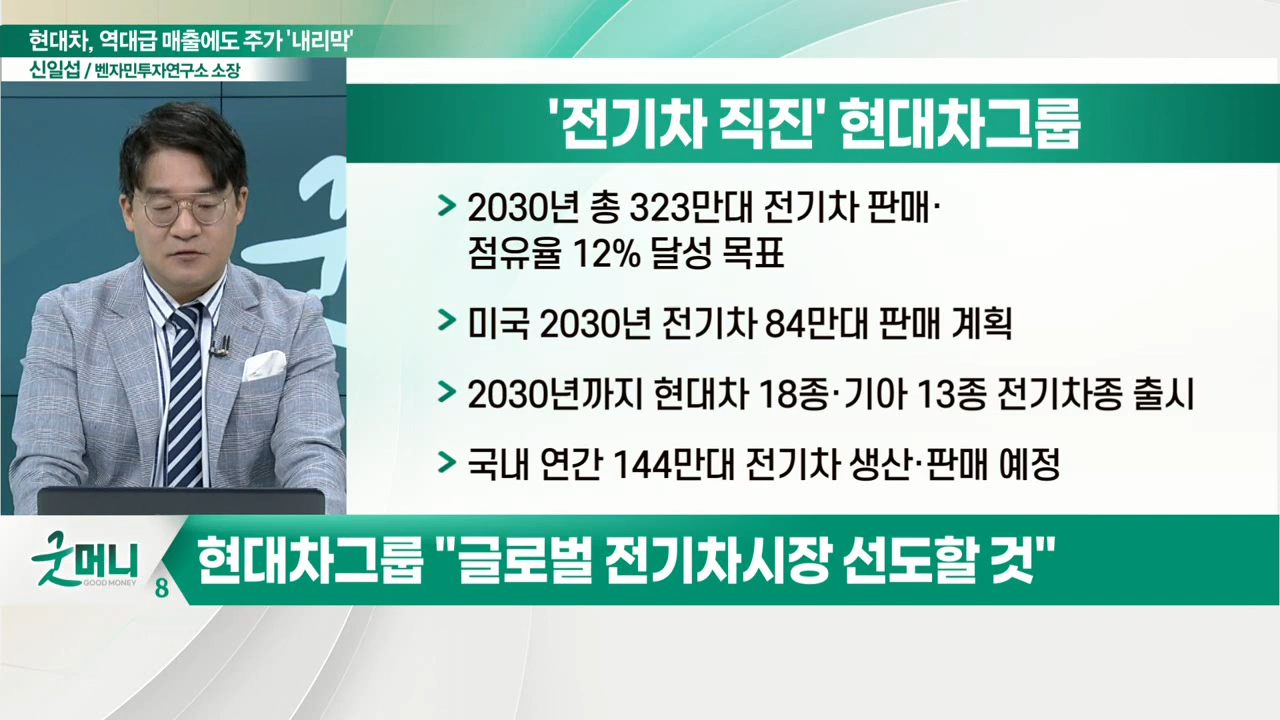 현대차, 역대급 매출에도 주가 '내리막'
신일섭 / 벤자민투자연구소 소장
'전기차 직진' 현대차그룹
> 2030년 총 323만대 전기차 판매·
점유율 12% 달성 목표
> 미국 2030년 전기차 84만대 판매 계획
> 2030년까지 현대차 18종·기아 13종 전기차종 출시
> 국내 연간 144만대 전기차 생산·판매 예정
굿머니
GOOD MONEY
8
현대차그룹 "글로벌 전기차시장 선도할 것"